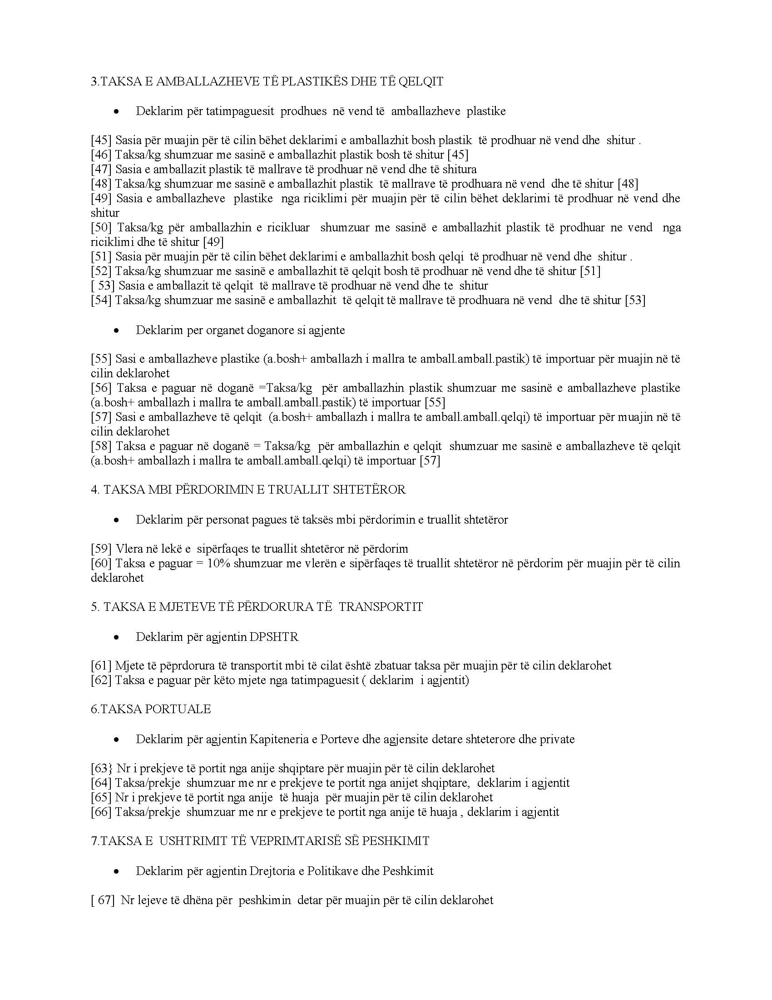 3.TAKSA E AMBALLAZHEVE TË PLASTIKËS DHE TË QELQIT
• Deklarim për tatimpaguesit prodhues në vend të amballazheve plastike
[45] Sasia për muajin për të cilin bëhet deklarimi e amballazhit bosh plastik të prodhuar në vend dhe shitur .
[46] Taksa/kg shumzuar me sasinë e amballazhit plastik bosh të shitur [45]
[47] Sasia e amballazit plastik të mallrave të prodhuar në vend dhe të shitura
[48] Taksa/kg shumzuar me sasinë e amballazhit plastik të mallrave të prodhuara në vend dhe të shitur [48]
[49] Sasia e amballazheve plastike nga riciklimi për muajin për të cilin bëhet deklarimi të prodhuar në vend dhe
shitur
[50] Taksa/kg për amballazhin e ricikluar shumzuar me sasinë e amballazhit plastik të prodhuar ne vend nga
riciklimi dhe të shitur [49]
[51] Sasia për muajin për të cilin bëhet deklarimi e amballazhit bosh qelqi të prodhuar në vend dhe shitur .
[52] Taksa/kg shumzuar me sasinë e amballazhit të qelqit bosh të prodhuar në vend dhe të shitur [51]
[ 53] Sasia e amballazit të qelqit të mallrave të prodhuar në vend dhe te shitur
[54] Taksa/kg shumzuar me sasinë e amballazhit të qelqit të mallrave të prodhuara në vend dhe të shitur [53]
• Deklarim per organet doganore si agjente
[55] Sasi e amballazheve plastike (a.bosh+ amballazh i mallra te amball.amball.pastik) të importuar për muajin në të
cilin deklarohet
[56] Taksa e paguar në doganë =Taksa/kg për amballazhin plastik shumzuar me sasinë e amballazheve plastike
(a.bosh+ amballazh i mallra te amball.amball.pastik) të importuar [55]
[57] Sasi e amballazheve të qelqit (a.bosh+ amballazh i mallra te amball.amball.qelqi) të importuar për muajin në të
cilin deklarohet
[58] Taksa e paguar në doganë = Taksa/kg për amballazhin e qelqit shumzuar me sasinë e amballazheve të qelqit
(a.bosh+ amballazh i mallra te amball.amball.qelqi) të importuar [57]
4. TAKSA MBI PËRDORIMIN E TRUALLIT SHTETËROR
• Deklarim për personat pagues të taksës mbi përdorimin e truallit shtetëror
[59] Vlera në lekë e sipërfaqes te truallit shtetëror në përdorim
[60] Taksa e paguar = 10% shumzuar me vlerën e sipërfaqes të truallit shtetëror në përdorim për muajin për të cilin
deklarohet
5. TAKSA E MJETEVE TË PËRDORURA TË TRANSPORTIT
• Deklarim për agjentin DPSHTR
[61] Mjete të pëprdorura të transportit mbi të cilat është zbatuar taksa për muajin për të cilin deklarohet
[62] Taksa e paguar për këto mjete nga tatimpaguesit ( deklarim i agjentit)
6.TAKSA PORTUALE
• Deklarim për agjentin Kapiteneria e Porteve dhe agjensite detare shteterore dhe private
[63} Nr i prekjeve të portit nga anije shqiptare për muajin për të cilin deklarohet
[64] Taksa/prekje shumzuar me nr e prekjeve te portit nga anijet shqiptare, deklarim i agjentit
[65] Nr i prekjeve të portit nga anije të huaja për muajin për të cilin deklarohet
[66] Taksa/prekje shumzuar me nr e prekjeve te portit nga anije të huaja , deklarim i agjentit
7.TAKSA E USHTRIMIT TË VEPRIMTARISË SË PESHKIMIT
• Deklarim për agjentin Drejtoria e Politikave dhe Peshkimit
[ 67] Nr lejeve të dhëna për peshkimin detar për muajin për të cilin deklarohet